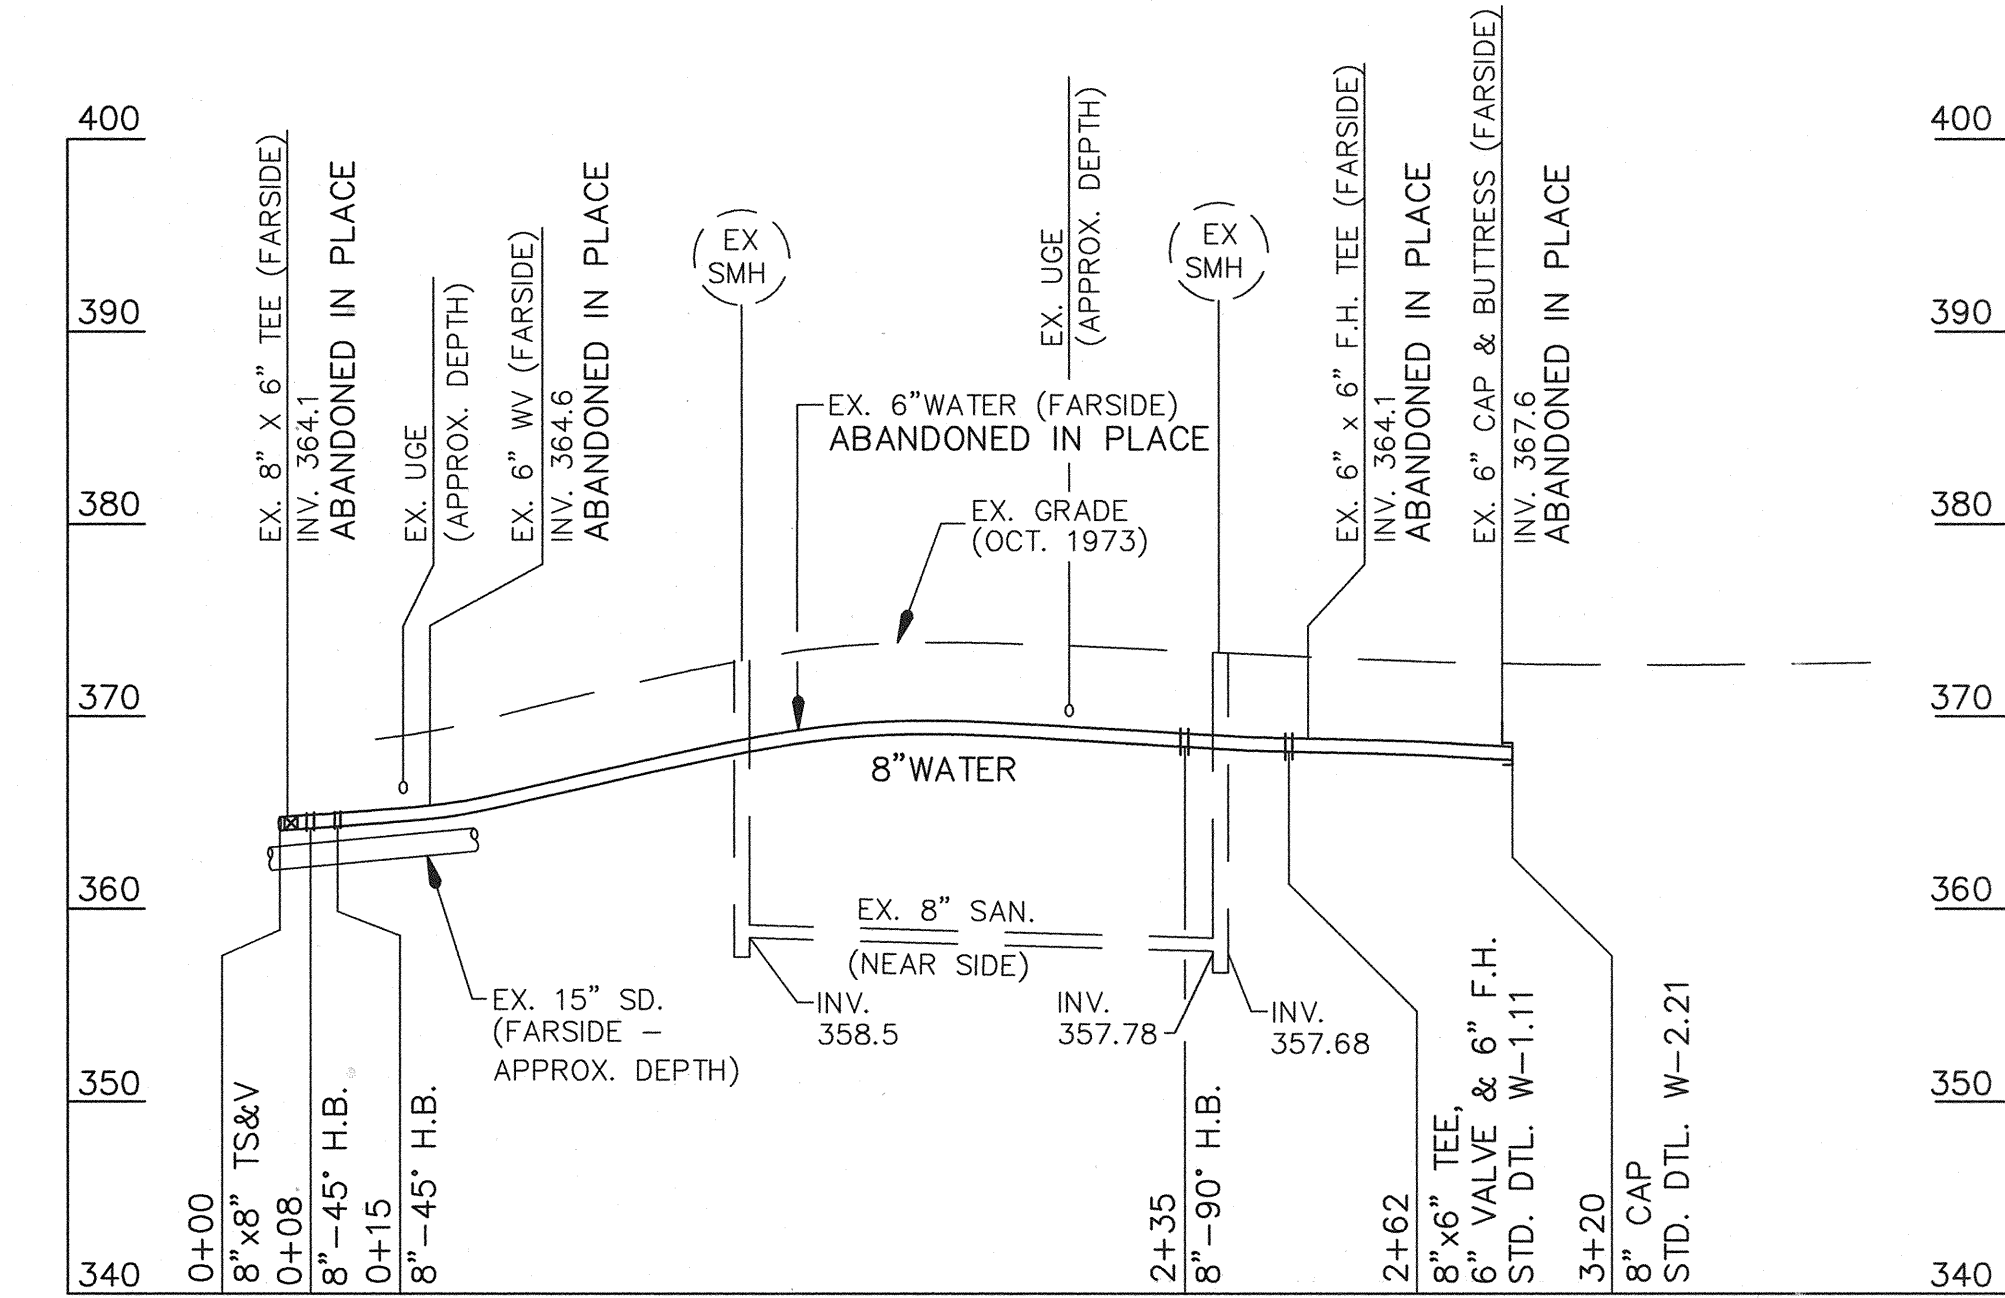 400
390
380
370
360
350
340
EX. 8" X 6" TEE (FARSIDE)
INV. 364.1
ABANDONED IN PLACE
EX. UGE
(APPROX. DEPTH)
EX. 6" WV (FARSIDE)
INV. 364.6
ABANDONED IN PLACE
EX
SMH
EX. 6"WATER (FARSIDE)
ABANDONED IN PLACE
EX. GRADE
(OCT. 1973)
EX. UGE
(APPROX. DEPTH)
EX
SMH
EX. 6" x 6" F.H. TEE (FARSIDE)
INV. 364.1
ABANDONED IN PLACE
EX. 6" CAP & BUTTRESS (FARSIDE)
INV. 367.6
ABANDONED IN PLACE
8"WATER
EX. 8" SAN.
(NEAR SIDE)
EX. 15" SD.
(FARSIDE –
APPROX. DEPTH)
INV.
358.5
INV.
357.78
INV.
357.68
0+00
8"x8" TS&V
0+08
8"–45° H.B.
0+15
8"–45° H.B.
2+35
8"–90° H.B.
2+62
8"x6" TEE,
6" VALVE & 6" F.H.
STD. DTL. W–1.11
3+20
8" CAP
STD. DTL. W–2.21
400
390
380
370
360
350
340